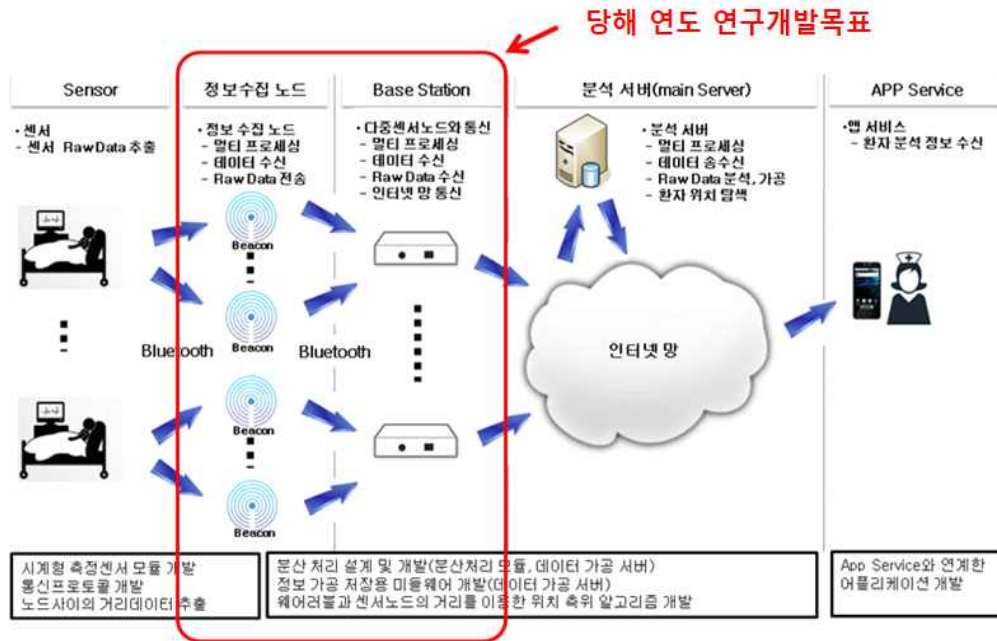 당해 연도 연구개발목표
Sensor
정보수집 노드
Base Station
분석 서버(main Server)
APP Service
· 센서
- 센서 RawData 추출
· 정보 수집 노드
- 멀티 프로세싱
- 데이터 수신
- Raw Data 전송
· 다중센서노드와 통신
- 멀티 프로세싱
- 데이터 수신
- Raw Data 수신
- 인터넷 망 통신
· 분석 서버
- 멀티 프로세싱
- 데이터 송수신
- Raw Data 분석, 가공
- 환자 위치 탐색
· 앱 서비스
- 환자 분석 정보 수신
Beacon
Beacon
Bluetooth
Bluetooth
인터넷 망
Beacon
Beacon
시계형 측정센서 모듈 개발
통신프로토콜 개발
노드사이의 거리데이터 추출
분산 처리 설계 및 개발(분산처리 모듈, 데이터 가공 서버)
정보 가공 저장용 미들웨어 개발(데이터 가공 서버)
웨어러블과 센서노드의 거리를 이용한 위치 측위 알고리즘 개발
App Service와 연계한
어플리케이션 개발